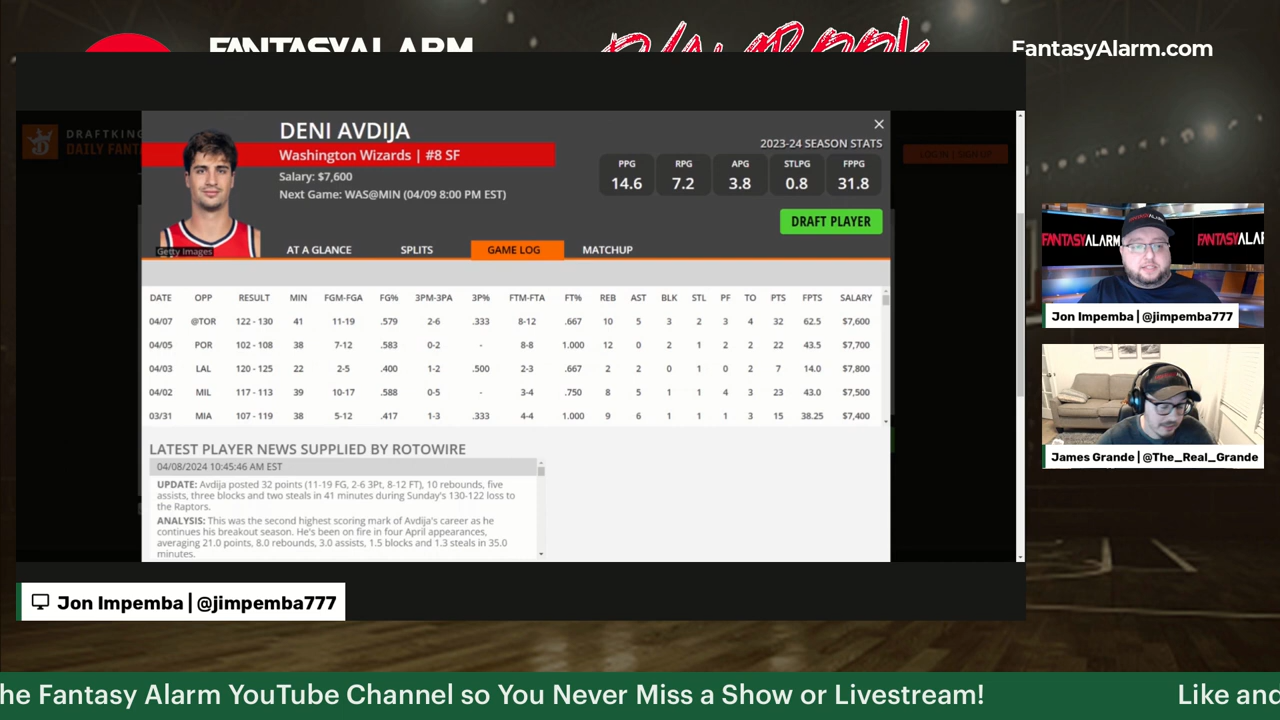 FANTASYALARM
PLAYBOOK
FantasyAlarm.com
DRAFTKIN
DAILY FANT
LOG IN | SIGN UP
DENI AVDIJA
Washington Wizards | #8 SF
Salary: $7,600
Next Game: WAS@MIN (04/09 8:00 PM EST)
Getty Images
2023-24 SEASON STATS
PPG RPG APG STLPG FPPG
14.6 7.2 3.8 0.8 31.8
DRAFT PLAYER
AT A GLANCE SPLITS GAME LOG MATCHUP
DATE OPP RESULT MIN FGM-FGA FG% 3PM-3PA 3P% FTM-FTA FT% REB AST BLK STL PF TO PTS FPTS SALARY
04/07 @TOR 122 - 130 41 11-19 .579 2-6 .333 8-12 .667 10 5 3 2 3 4 32 62.5 $7,600
04/05 POR 102 - 108 38 7-12 .583 0-2 - 8-8 1.000 12 0 2 1 2 2 22 43.5 $7,700
04/03 LAL 120 - 125 22 2-5 .400 1-2 .500 2-3 .667 2 2 0 1 0 2 7 14.0 $7,800
04/02 MIL 117 - 113 39 10-17 .588 0-5 - 3-4 .750 8 5 1 1 4 3 23 43.0 $7,500
03/31 MIA 107 - 119 38 5-12 .417 1-3 .333 4-4 1.000 9 6 1 1 1 3 15 38.25 $7,400
LATEST PLAYER NEWS SUPPLIED BY ROTOWIRE
04/08/2024 10:45:46 AM EST
UPDATE: Avdija posted 32 points (11-19 FG, 2-6 3Pt, 8-12 FT), 10 rebounds, five
assists, three blocks and two steals in 41 minutes during Sunday's 130-122 loss to
the Raptors.
ANALYSIS: This was the second highest scoring mark of Avdija's career as he
continues his breakout season. He's been on fire in four April appearances,
averaging 21.0 points, 8.0 rebounds, 3.0 assists, 1.5 blocks and 1.3 steals in 35.0
minutes.
FANTASYALARM
FANTASYALAR
Jon Impemba | @jimpemba777
James Grande | @The_Real_Grande
Jon Impemba | @jimpemba777
he Fantasy Alarm YouTube Channel so You Never Miss a Show or Livestream! Like and